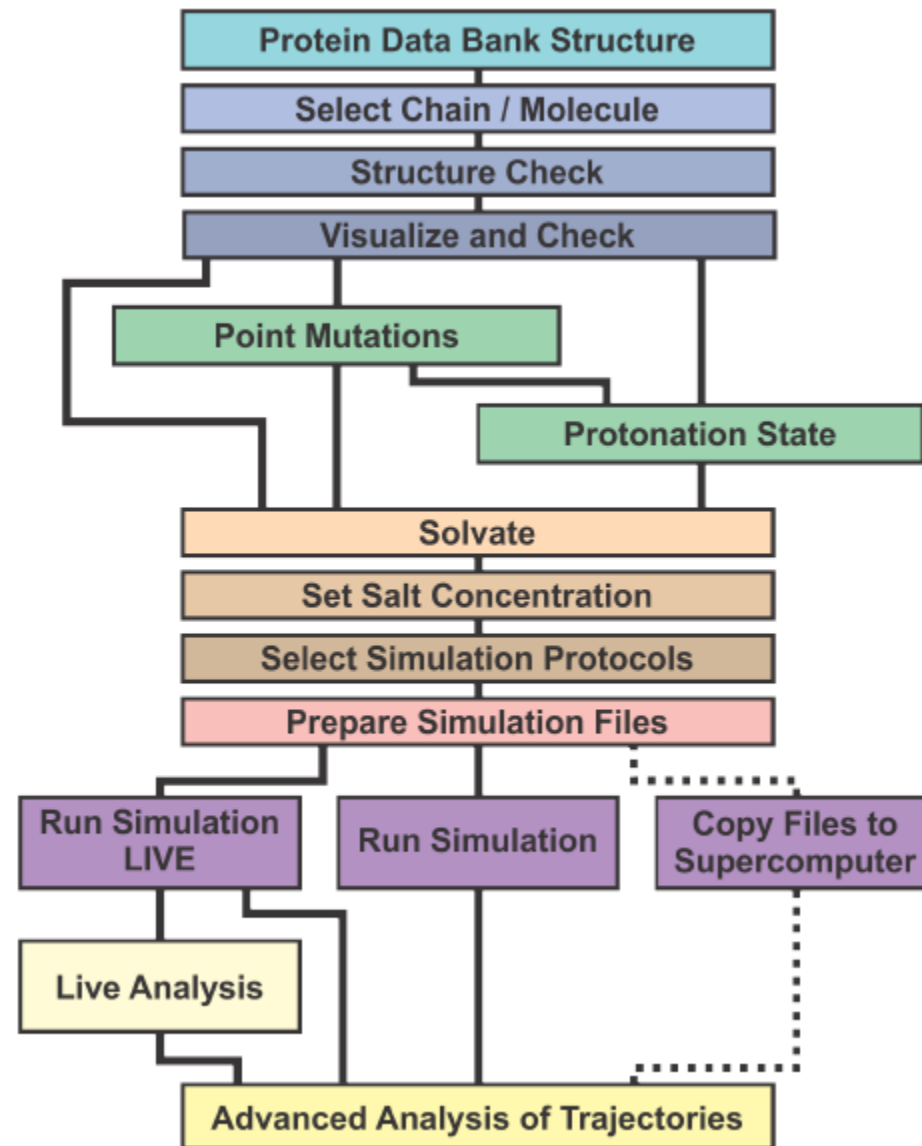 Protein Data Bank Structure
Select Chain / Molecule
Structure Check
Visualize and Check
Point Mutations
Protonation State
Solvate
Set Salt Concentration
Select Simulation Protocols
Prepare Simulation Files
Run Simulation
LIVE
Run Simulation
Copy Files to
Supercomputer
Live Analysis
Advanced Analysis of Trajectories